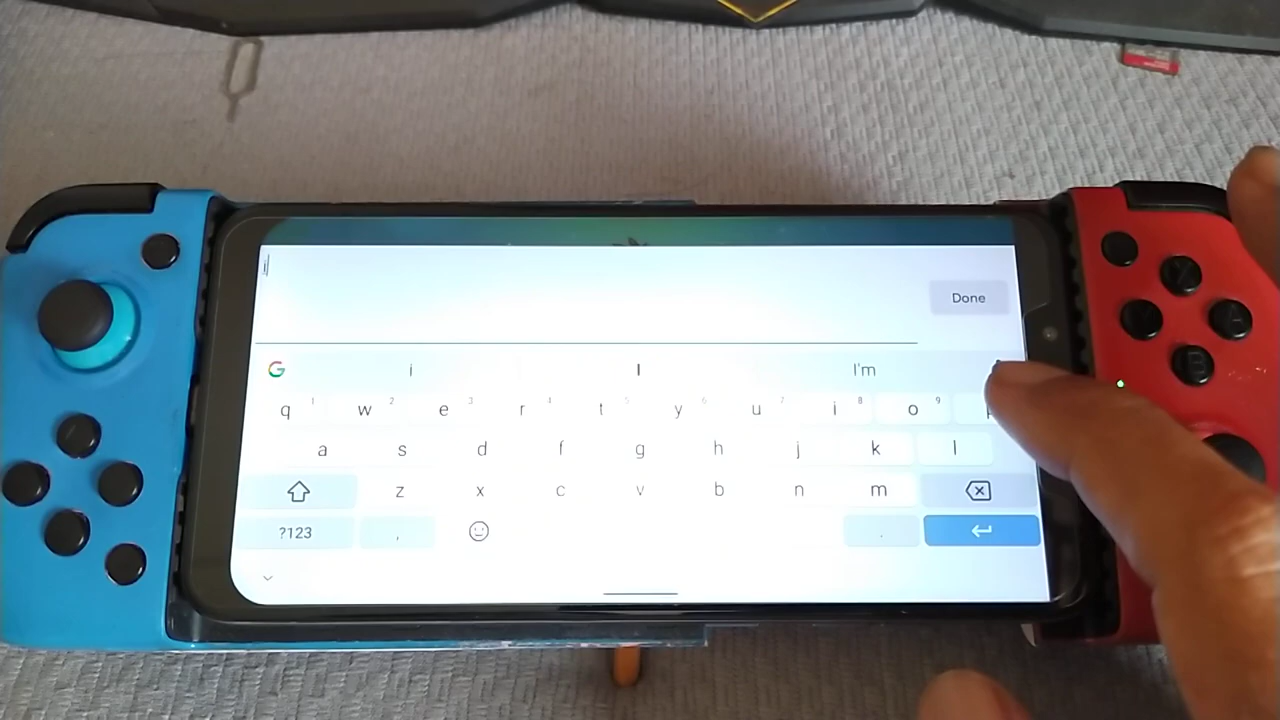 i
Done
G i I I'm
q 1 w 2 e 3 r 4 t 5 y 6 u 7 i 8 o 9 p
a s d f g h j k l
z x c v b n m
?123 , .